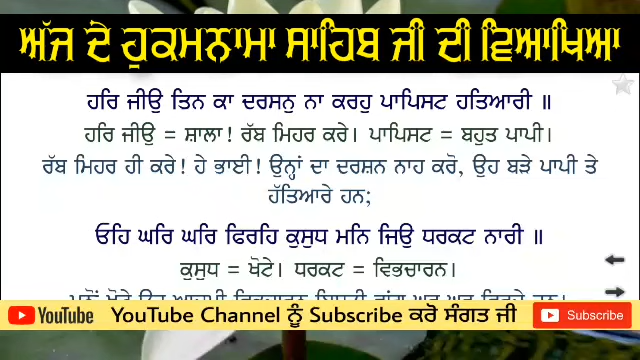 ਅੱਜ ਦੇ ਹੁਕਮਨਾਮਾ ਸਾਹਿਬ ਜੀ ਦੀ ਵਿਆਖਿਆ
ਹਰਿ ਜੀਉ ਤਿਨ ਕਾ ਦਰਸਨੁ ਨਾ ਕਰਹੁ ਪਾਪਿਸਟ ਹਤਿਆਰੀ ॥
ਹਰਿ ਜੀਉ = ਸ਼ਾਲਾ! ਰੱਬ ਮਿਹਰ ਕਰੇ। ਪਾਪਿਸਟ = ਬਹੁਤ ਪਾਪੀ।
ਰੱਬ ਮਿਹਰ ਹੀ ਕਰੇ! ਹੇ ਭਾਈ! ਉਨ੍ਹਾਂ ਦਾ ਦਰਸ਼ਨ ਨਾਹ ਕਰੋ, ਉਹ ਬੜੇ ਪਾਪੀ ਤੇ
ਹੱਤਿਆਰੇ ਹਨ;
ਓਹਿ ਘਰਿ ਘਰਿ ਫਿਰਹਿ ਕੁਸੁਧ ਮਨਿ ਜਿਉ ਧਰਕਟ ਨਾਰੀ ॥
ਕੁਸੁਧ = ਖੋਟੇ। ਧਰਕਟ = ਵਿਭਚਾਰਨ।
YouTube YouTube Channel ਨੂੰ Subscribe ਕਰੋ ਸੰਗਤ ਜੀ Subscribe